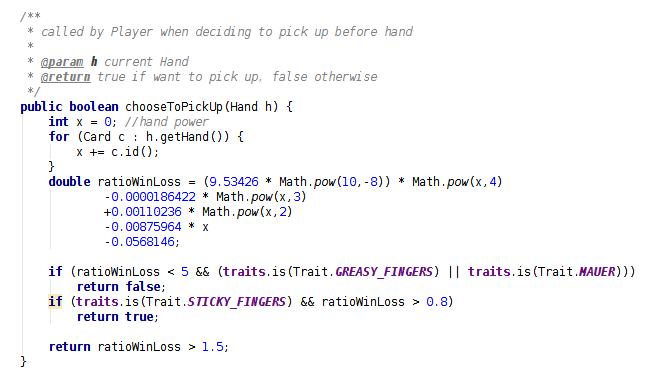 /**
 * called by Player when deciding to pick up before hand
 *
 * @param h current Hand
 * @return true if want to pick up, false otherwise
 */
public boolean chooseToPickUp(Hand h) {
    int x = 0; //hand power
    for (Card c : h.getHand()) {
        x += c.id();
    }
    double ratioWinLoss = (9.53426 * Math.pow(10,-8)) * Math.pow(x,4)
            -0.0000186422 * Math.pow(x,3)
            +0.00110236 * Math.pow(x,2)
            -0.00875964 * x
            -0.0568146;

    if (ratioWinLoss < 5 && (traits.is(Trait.GREASY_FINGERS) || traits.is(Trait.MAUER)))
        return false;
    if (traits.is(Trait.STICKY_FINGERS) && ratioWinLoss > 0.8)
        return true;

    return ratioWinLoss > 1.5;
}